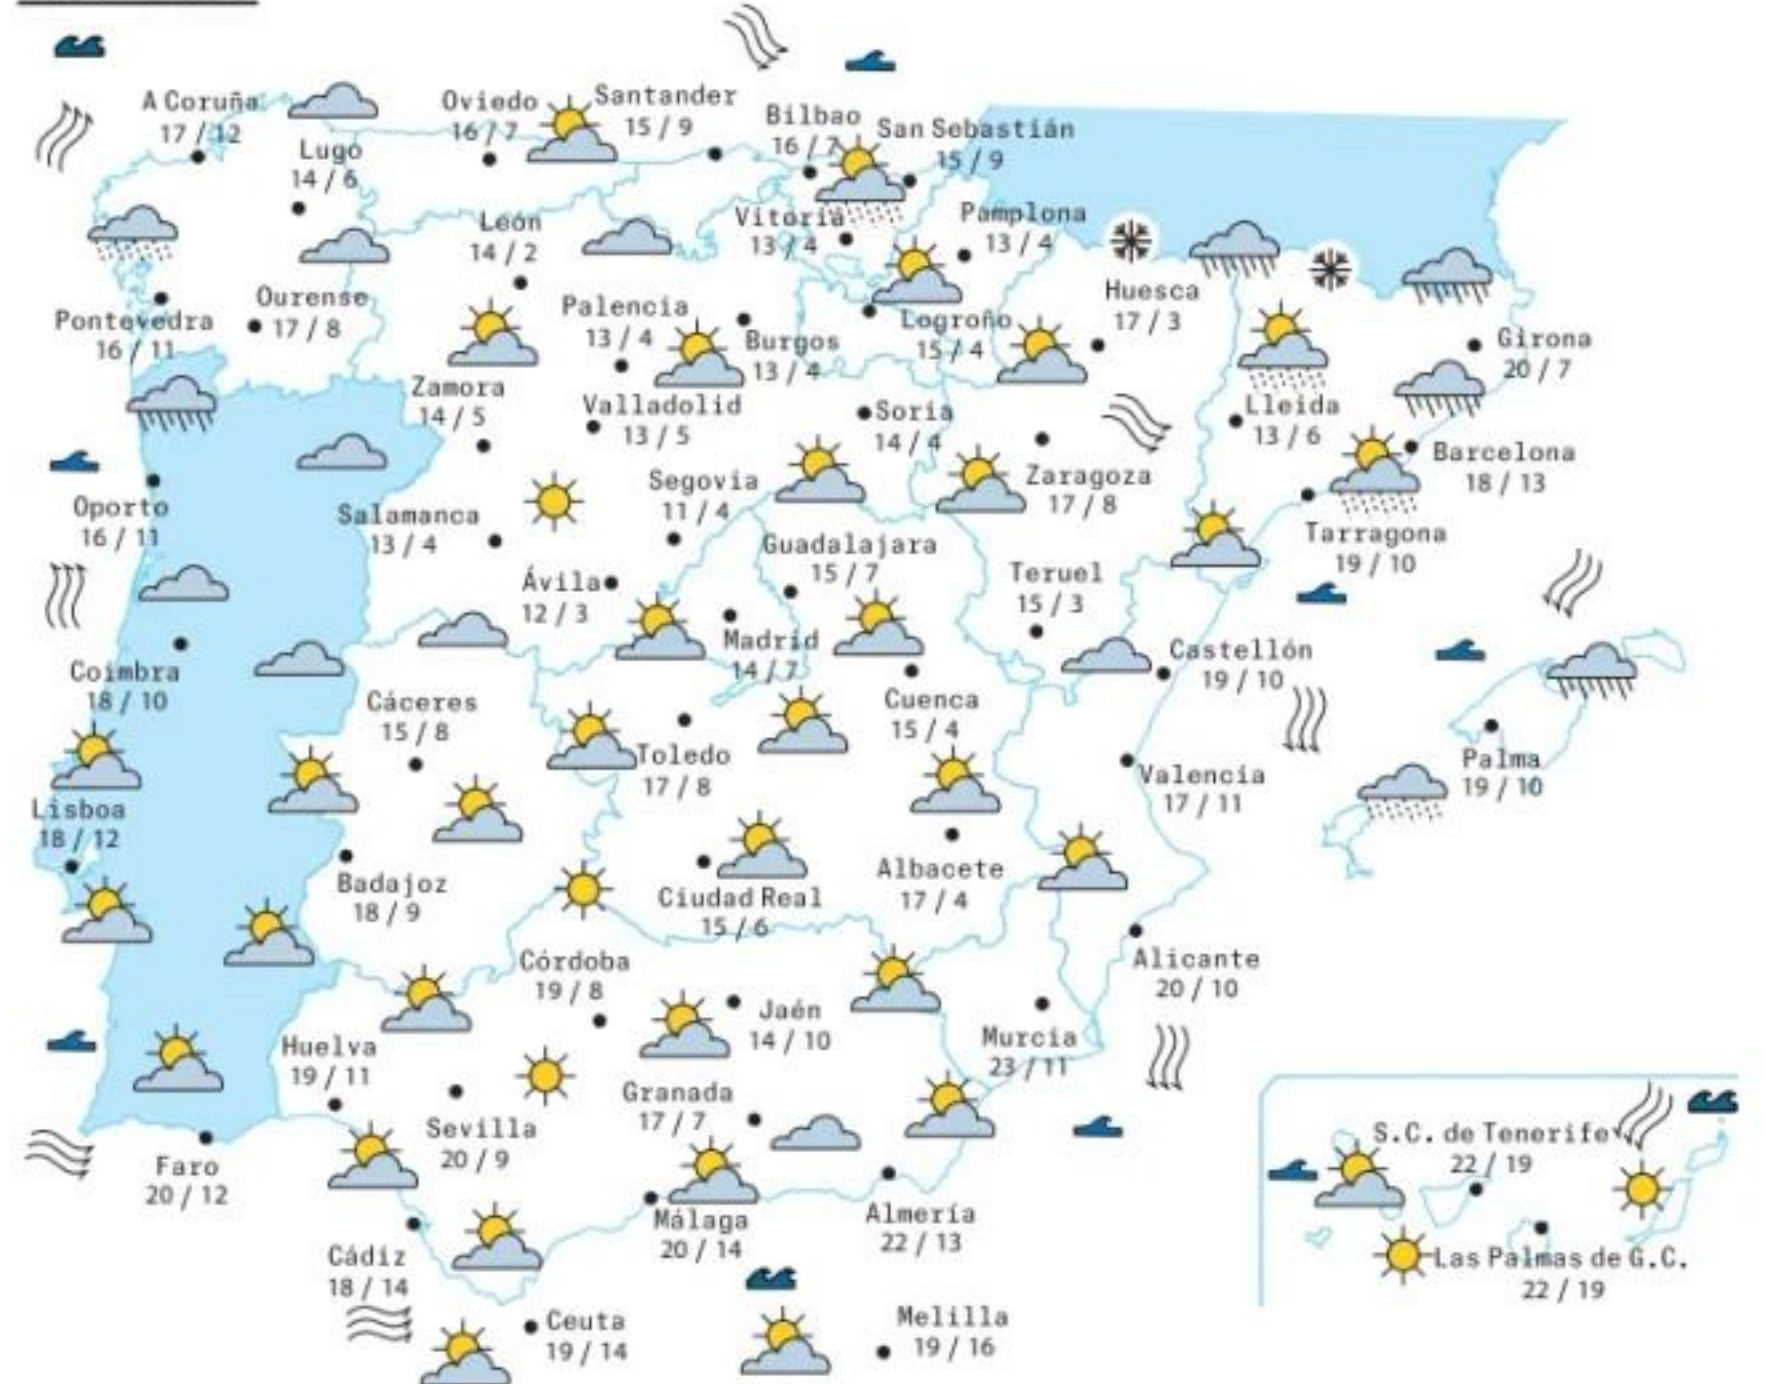 A Coruña
17 / 12
Lugo
14 / 6
Oviedo
16 / 7
Santander
15 / 9
Bilbao
16 / 7
San Sebastián
15 / 9
Vitoria
13 / 4
Pamplona
13 / 4
León
14 / 2
Pontevedra
16 / 11
Ourense
17 / 8
Palencia
13 / 4
Burgos
13 / 4
Logroño
15 / 4
Huesca
17 / 3
Girona
20 / 7
Zamora
14 / 5
Valladolid
13 / 5
Soria
14 / 4
Lleida
13 / 6
Barcelona
18 / 13
Zaragoza
17 / 8
Segovia
11 / 4
Oporto
16 / 11
Salamanca
13 / 4
Tarragona
19 / 10
Guadalajara
15 / 7
Teruel
15 / 3
Ávila
12 / 3
Madrid
14 / 7
Castellón
19 / 10
Coimbra
18 / 10
Cáceres
15 / 8
Cuenca
15 / 4
Toledo
17 / 8
Valencia
17 / 11
Palma
19 / 10
Lisboa
18 / 12
Badajoz
18 / 9
Ciudad Real
15 / 6
Albacete
17 / 4
Alicante
20 / 10
Córdoba
19 / 8
Jaén
14 / 10
Murcia
23 / 11
Huelva
19 / 11
Granada
17 / 7
Sevilla
20 / 9
Faro
20 / 12
Málaga
20 / 14
Almería
22 / 13
Cádiz
18 / 14
Ceuta
19 / 14
Melilla
19 / 16
S.C. de Tenerife
22 / 19
Las Palmas de G.C.
22 / 19